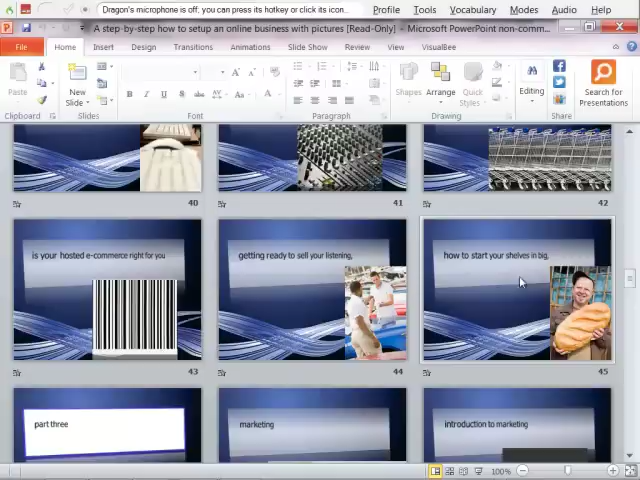 Dragon's microphone is off: you can press its hotkey or click its icon...
Profile Tools Vocabulary Modes Audio Help
A step-by-step how to setup an online business with pictures [Read-Only] - Microsoft PowerPoint non-comm...
File Home Insert Design Transitions Animations Slide Show Review View VisualBee
Paste
New Slide
B I U S abc AV Aa A
Shapes Arrange Quick Styles
Editing
Search for Presentations
Clipboard Slides Font Paragraph Drawing Share
40 41 42
is your hosted e-commerce right for you
getting ready to sell your listening,
how to start your shelves in big,
43 44 45
part three
marketing
introduction to marketing
100%